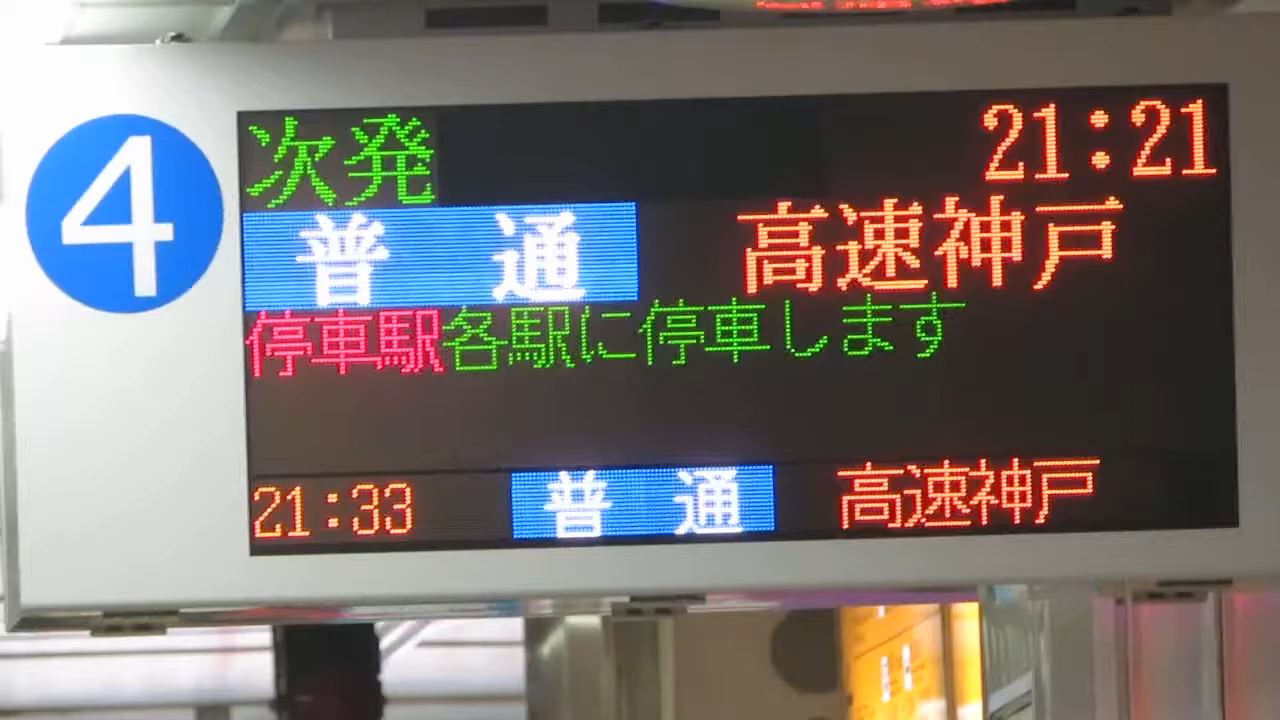 4
次発 21:21
普通 高速神戸
停車駅各駅に停車します
21:33 普通 高速神戸